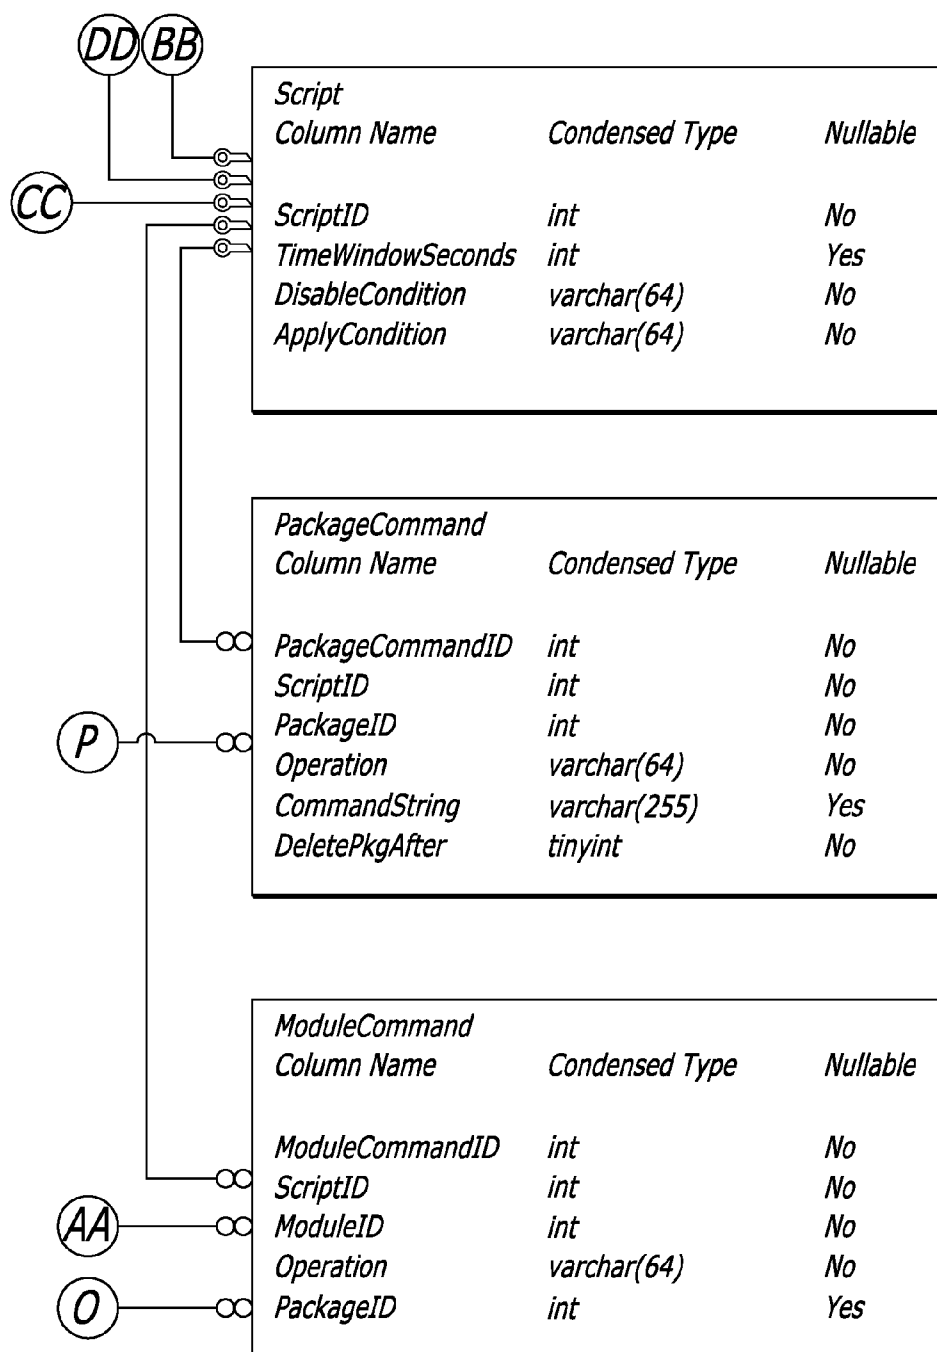 DD BB
Script
Column Name Condensed Type Nullable
CC
ScriptID int No
TimeWindowSeconds int Yes
DisableCondition varchar(64) No
ApplyCondition varchar(64) No
PackageCommand
Column Name Condensed Type Nullable
PackageCommandID int No
ScriptID int No
P
PackageID int No
Operation varchar(64) No
CommandString varchar(255) Yes
DeletePkgAfter tinyint No
ModuleCommand
Column Name Condensed Type Nullable
ModuleCommandID int No
ScriptID int No
AA
ModuleID int No
Operation varchar(64) No
O
PackageID int Yes